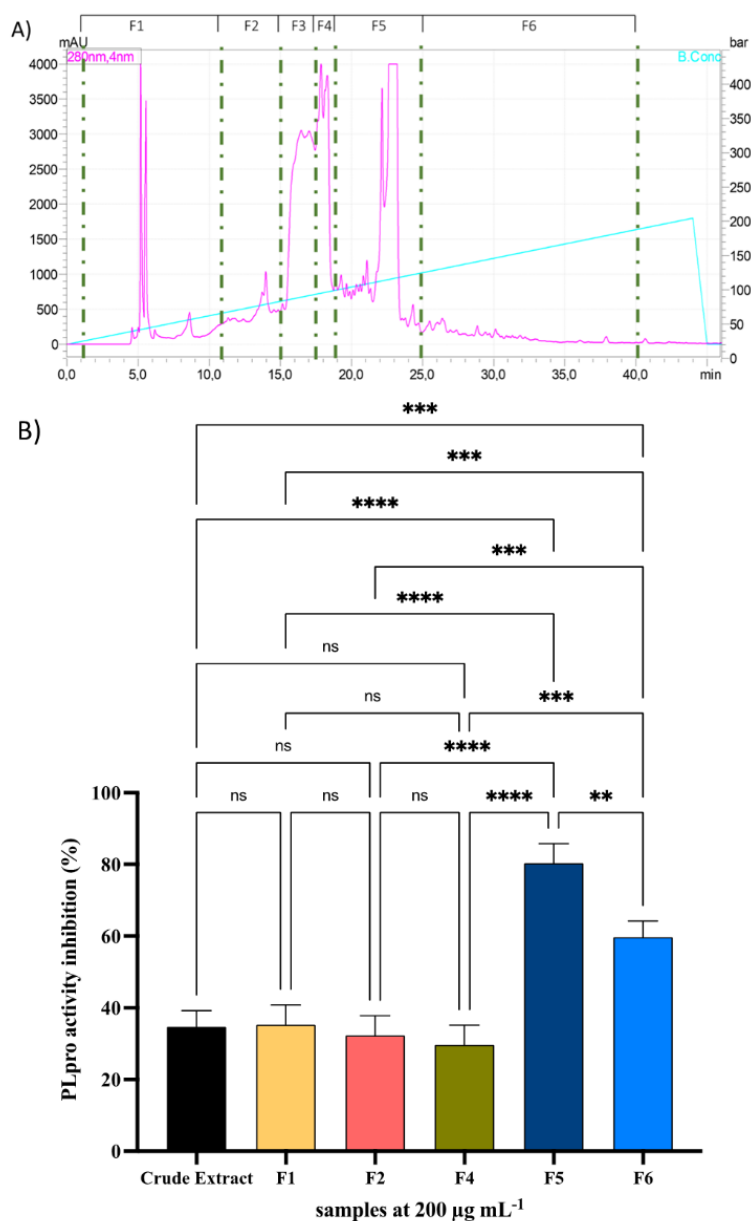 A)
F1 F2 F3 F4 F5 F6
mAU bar
280nm,4nm B.Cond
4000
3500
3000
2500
2000
1500
1000
500
0
400
350
300
250
200
150
100
50
0
0,0 5,0 10,0 15,0 20,0 25,0 30,0 35,0 40,0 min
B)
***
***
****
***
****
ns
ns ***
ns ****
ns ns ns **** **
PLpro activity inhibition (%)
100
80
60
40
20
0
Crude Extract F1 F2 F4 F5 F6
samples at 200 µg mL⁻¹